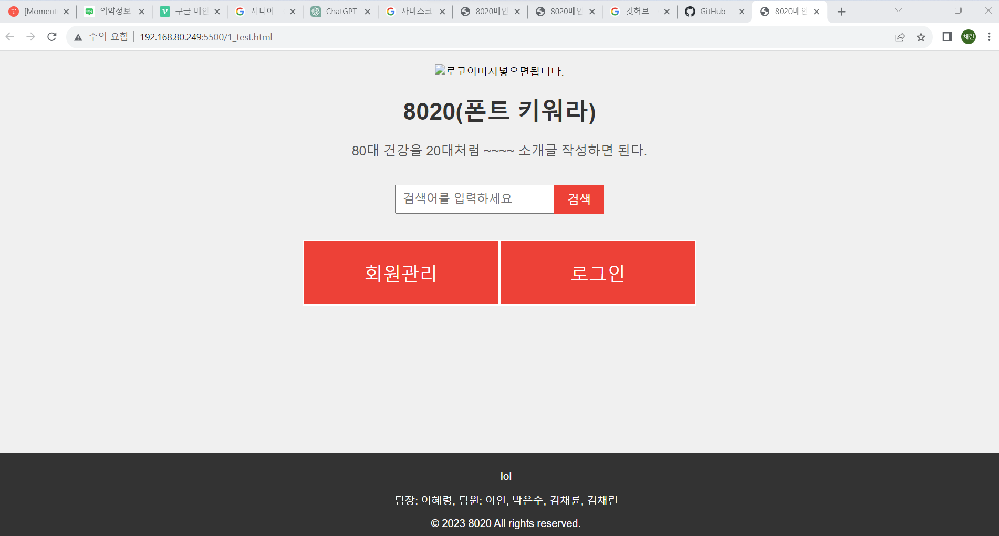 [Moment
의약정보
구글 메인
시니어 -
ChatGPT
자바스크
8020메인
8020메인
깃허브 -
GitHub
8020메인
주의 요함 192.168.80.249:5500/1_test.html
채린
로고이미지넣으면됩니다.
8020(폰트 키워라)
80대 건강을 20대처럼 ~~~~ 소개글 작성하면 된다.
검색어를 입력하세요 검색
회원관리 로그인
lol
팀장: 이혜령, 팀원: 이인, 박은주, 김채륜, 김채린
© 2023 8020 All rights reserved.